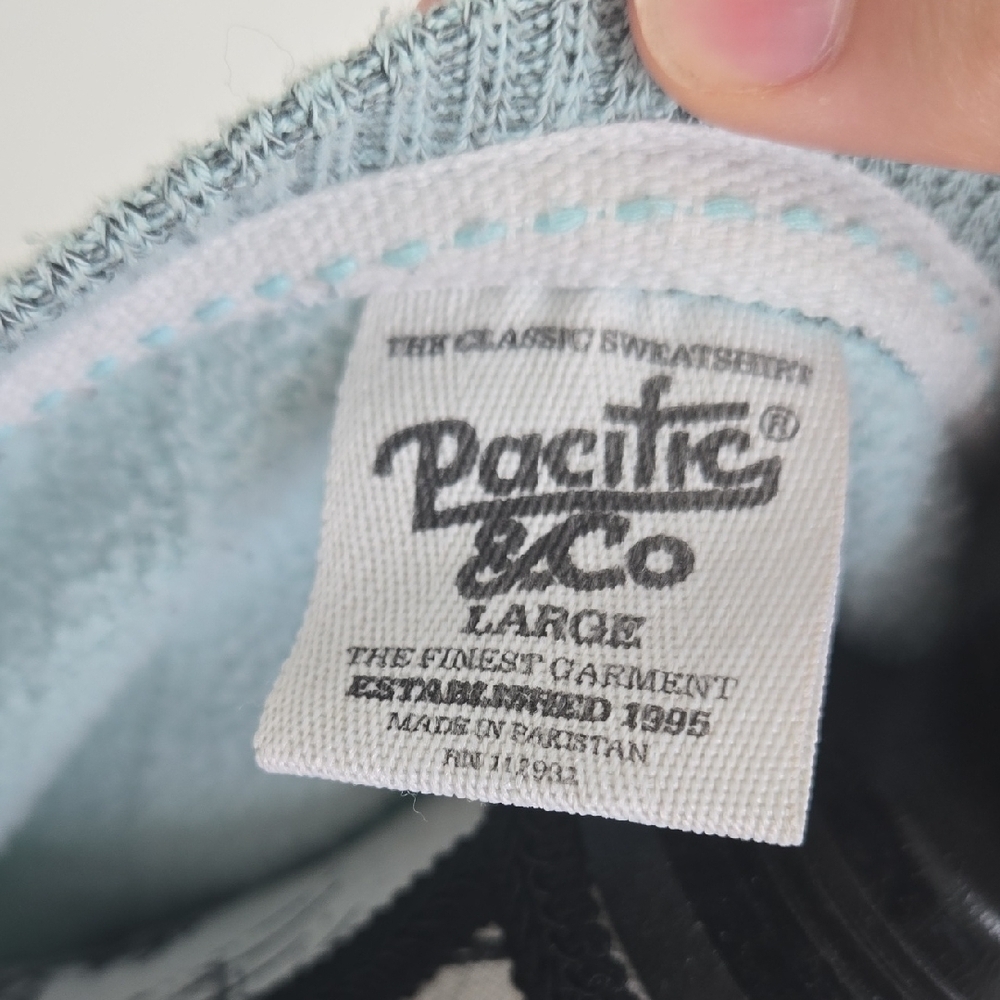 THE CLASSIC SWEATSHIRT
Pacific®
&Co
LARGE
THE FINEST GARMENT
ESTABLISHED 1995
MADE IN PAKISTAN
RN 112932